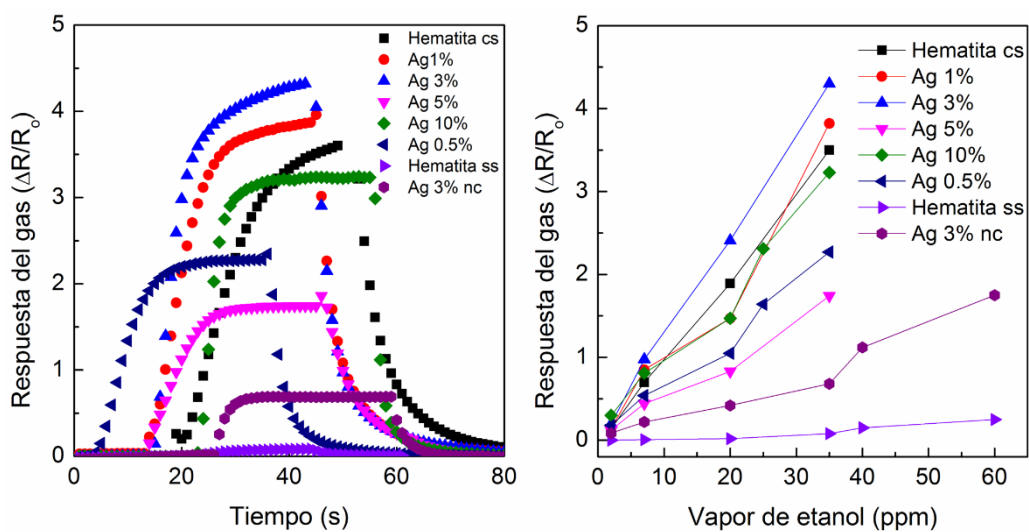 5
4
3
2
1
0
Respuesta del gas (ΔR/Rₒ)
Hematita cs
Ag1%
Ag 3%
Ag 5%
Ag 10%
Ag 0.5%
Hematita ss
Ag 3% nc
0 20 40 60 80
Tiempo (s)
5
4
3
2
1
0
Respuesta del gas (ΔR/Rₒ)
Hematita cs
Ag 1%
Ag 3%
Ag 5%
Ag 10%
Ag 0.5%
Hematita ss
Ag 3% nc
0 10 20 30 40 50 60
Vapor de etanol (ppm)